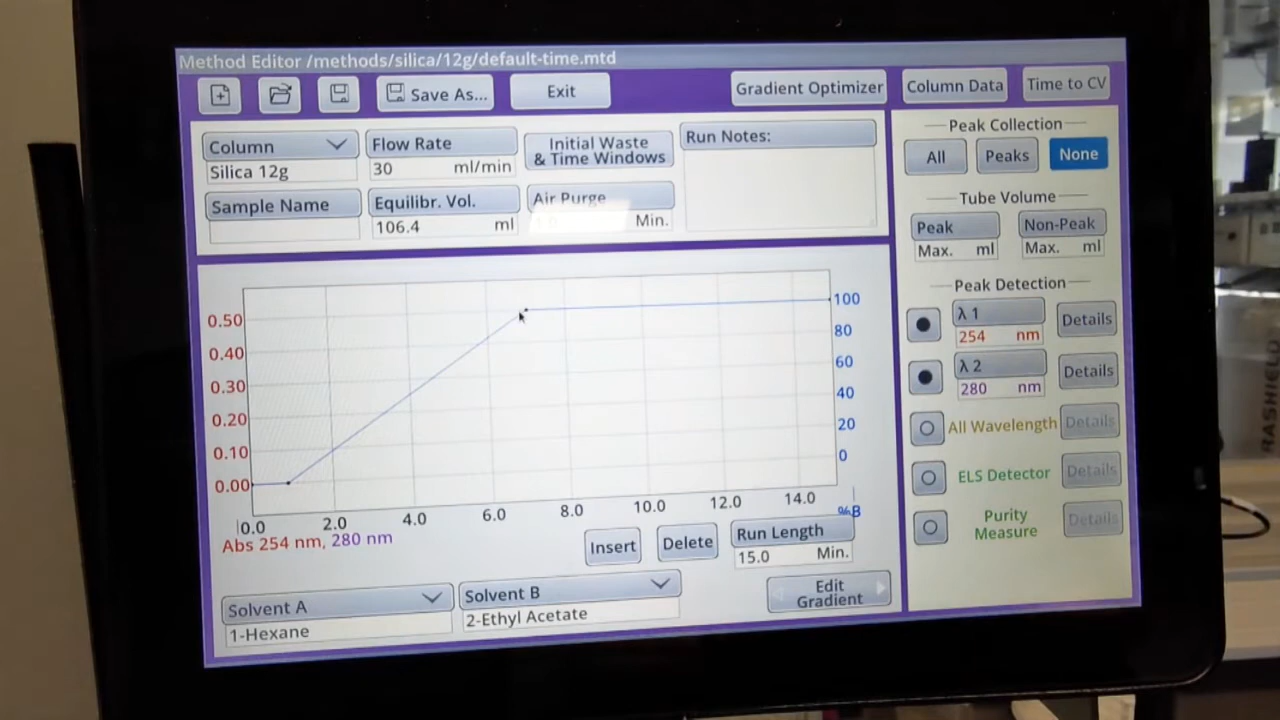 Method Editor /methods/silica/12g/default-time.mtd
Save As...
Exit
Gradient Optimizer
Column Data
Time to CV
Column
Silica 12g
Sample Name
Flow Rate
30 ml/min
Equilibr. Vol.
106.4 ml
Initial Waste
& Time Windows
Air Purge
Min.
Run Notes:
Peak Collection
All
Peaks
None
Tube Volume
Peak
Max. ml
Non-Peak
Max. ml
Peak Detection
λ 1
254 nm
Details
λ 2
280 nm
Details
All Wavelength
Details
ELS Detector
Details
Purity
Measure
Details
0.50
0.40
0.30
0.20
0.10
0.00
100
80
60
40
20
0
%B
0.0 2.0 4.0 6.0 8.0 10.0 12.0 14.0
Abs 254 nm, 280 nm
Insert
Delete
Run Length
15.0 Min.
Solvent A
1-Hexane
Solvent B
2-Ethyl Acetate
Edit
Gradient